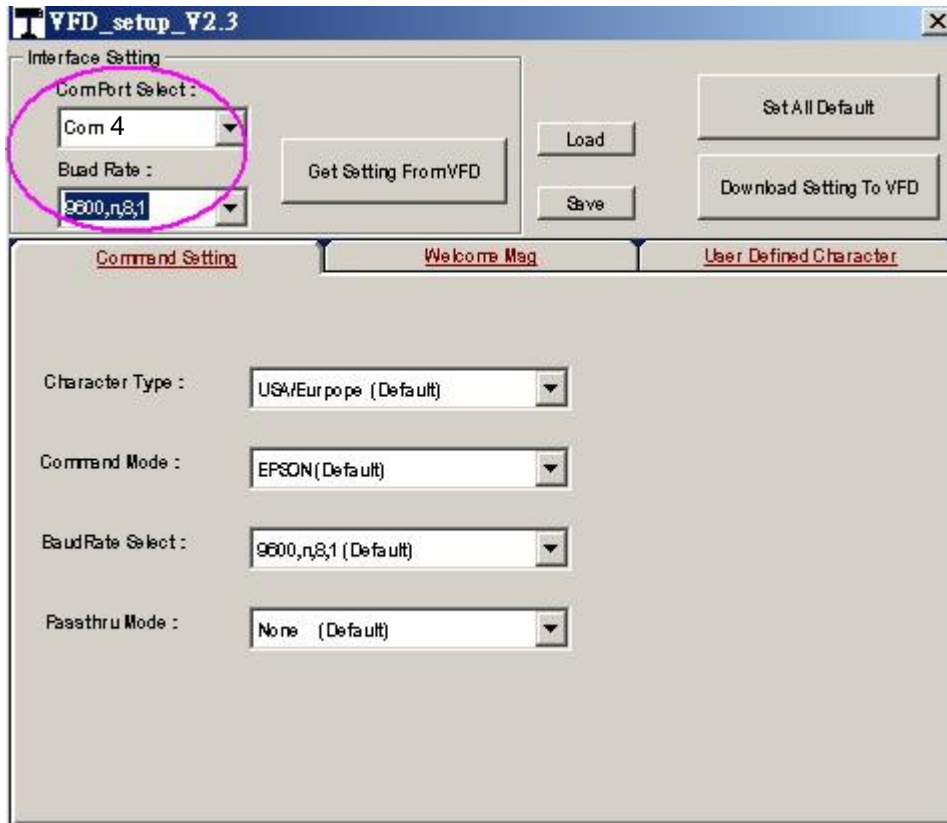 VFD_setup_V2.3
Interface Setting
ComPort Select :
Com 4
Buad Rate :
9600,n,8,1
Get Setting From VFD
Load
Save
Set All Default
Download Setting To VFD
Command Setting
Welcome Msg
User Defined Character
Character Type :
USA/Eurpope (Default)
Command Mode :
EPSON (Default)
BaudRate Select :
9600,n,8,1 (Default)
Passthru Mode :
None (Default)